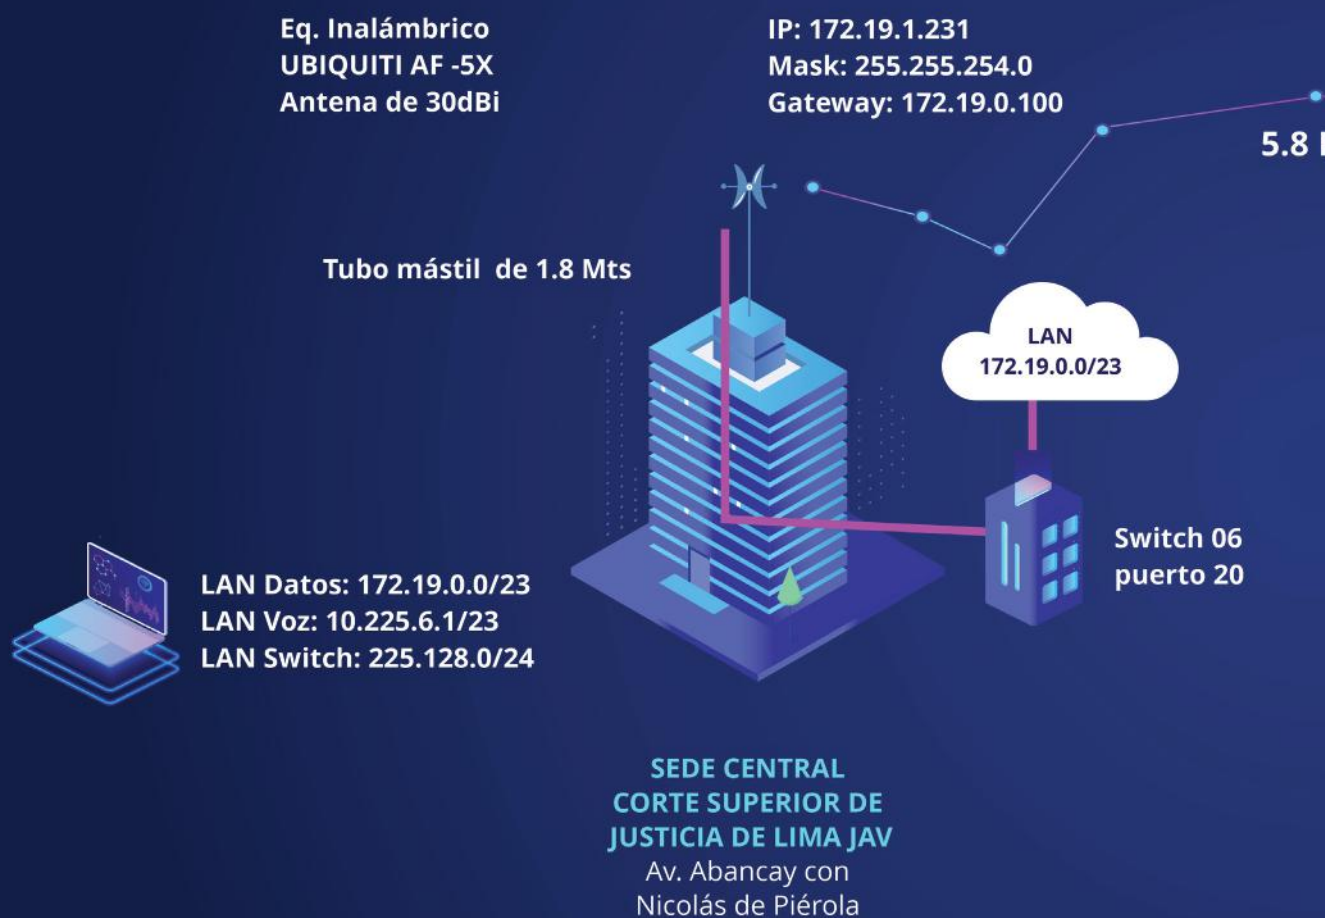 Eq. Inalámbrico
UBIQUITI AF -5X
Antena de 30dBi
IP: 172.19.1.231
Mask: 255.255.254.0
Gateway: 172.19.0.100
5.8
Tubo mástil de 1.8 Mts
LAN
172.19.0.0/23
Switch 06
puerto 20
LAN Datos: 172.19.0.0/23
LAN Voz: 10.225.6.1/23
LAN Switch: 225.128.0/24
SEDE CENTRAL
CORTE SUPERIOR DE
JUSTICIA DE LIMA JAV
Av. Abancay con
Nicolás de Piérola